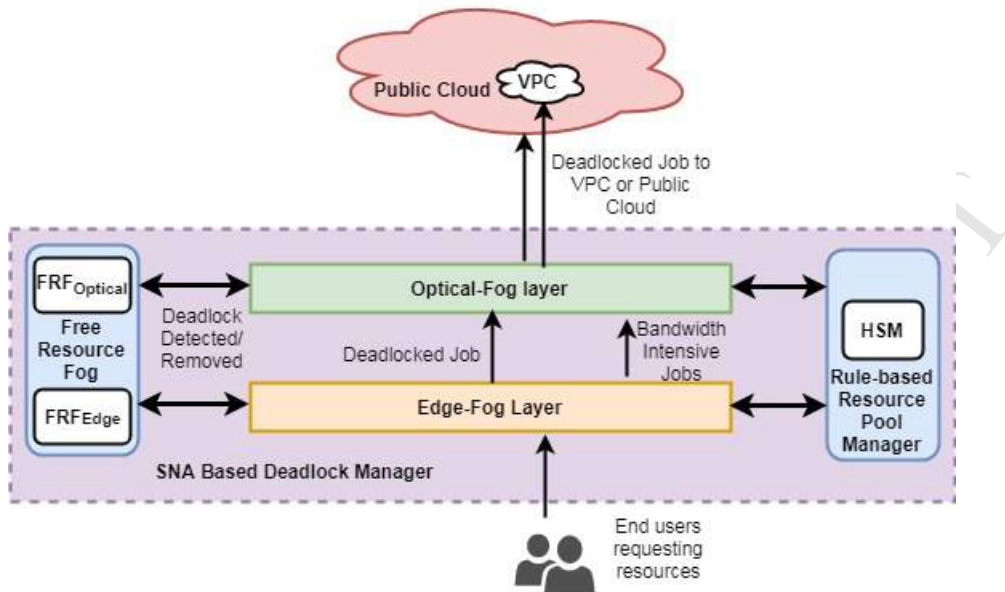 VPC
Public Cloud
Deadlocked Job to
VPC or Public
Cloud
FRFOptical
Free
Resource
Fog
FRFEdge
Deadlock
Detected/
Removed
Optical-Fog layer
Deadlocked Job
Bandwidth
Intensive
Jobs
Edge-Fog Layer
HSM
Rule-based
Resource
Pool
Manager
SNA Based Deadlock Manager
End users
requesting
resources